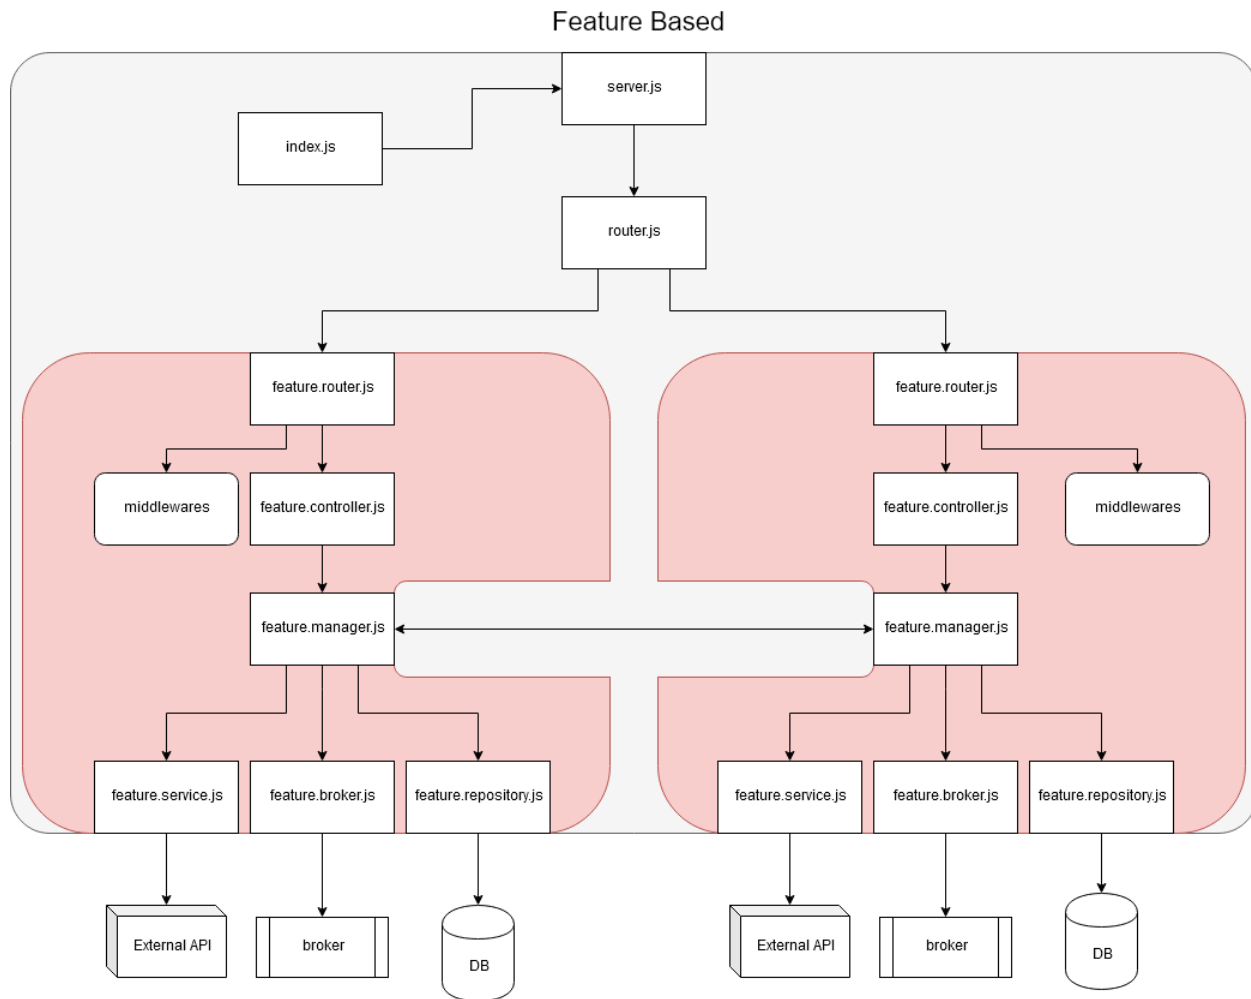 Feature Based
server.js
index.js
router.js
feature.router.js
feature.router.js
middlewares
feature.controller.js
feature.controller.js
middlewares
feature.manager.js
feature.manager.js
feature.service.js
feature.broker.js
feature.repository.js
feature.service.js
feature.broker.js
feature.repository.js
External API
broker
DB
External API
broker
DB